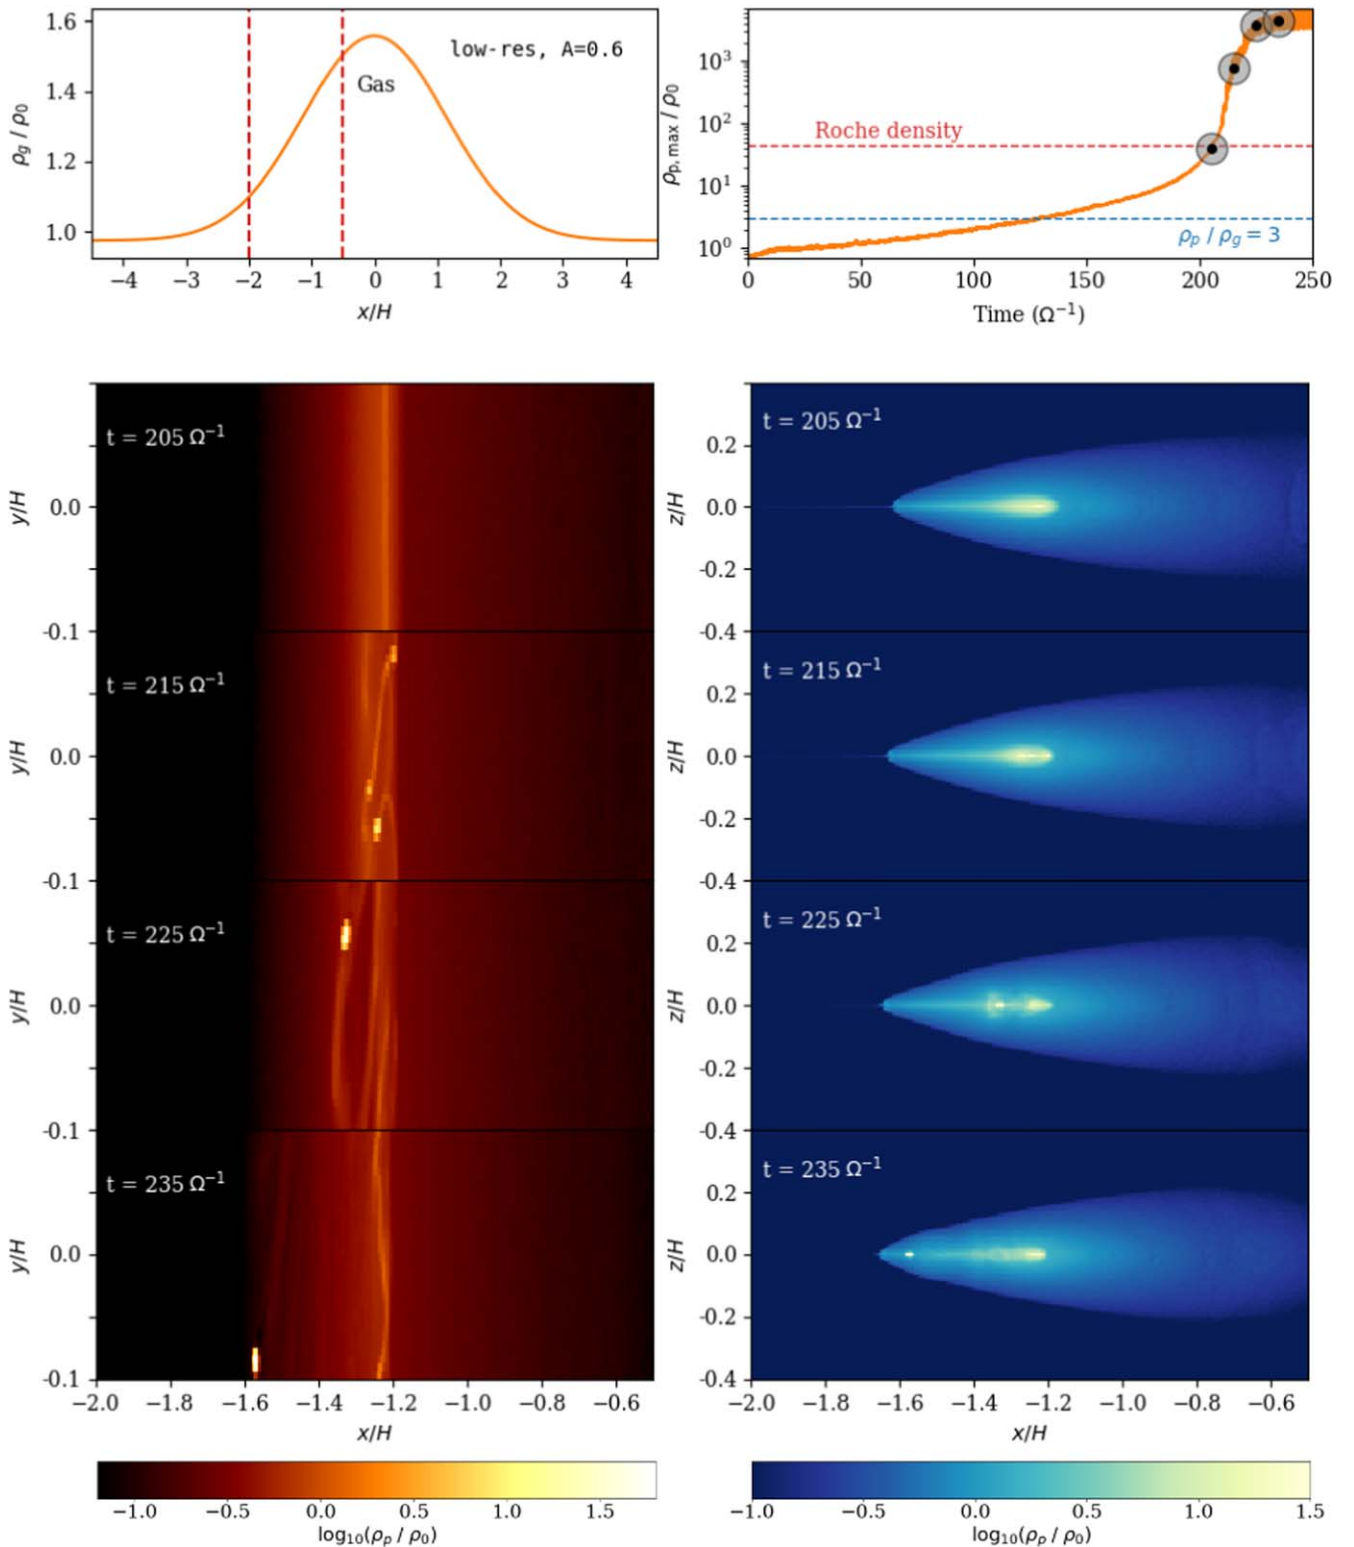 1.6
1.4
1.2
1.0
ρg / ρ0
low-res, A=0.6
Gas
−4 −3 −2 −1 0 1 2 3 4
x/H
10³
10²
10¹
10⁰
ρp,max / ρ0
Roche density
ρp / ρg = 3
0 50 100 150 200 250
Time (Ω⁻¹)
t = 205 Ω⁻¹
y/H
0.0
-0.1
t = 215 Ω⁻¹
y/H
0.0
-0.1
t = 225 Ω⁻¹
y/H
0.0
-0.1
t = 235 Ω⁻¹
y/H
0.0
-0.1
−2.0 −1.8 −1.6 −1.4 −1.2 −1.0 −0.8 −0.6
x/H
t = 205 Ω⁻¹
z/H
0.2
0.0
-0.2
-0.4
t = 215 Ω⁻¹
z/H
0.2
0.0
-0.2
-0.4
t = 225 Ω⁻¹
z/H
0.2
0.0
-0.2
-0.4
t = 235 Ω⁻¹
z/H
0.2
0.0
-0.2
-0.4
−2.0 −1.8 −1.6 −1.4 −1.2 −1.0 −0.8 −0.6
x/H
−1.0 −0.5 0.0 0.5 1.0 1.5
log10(ρp / ρ0)
−1.0 −0.5 0.0 0.5 1.0 1.5
log10(ρp / ρ0)